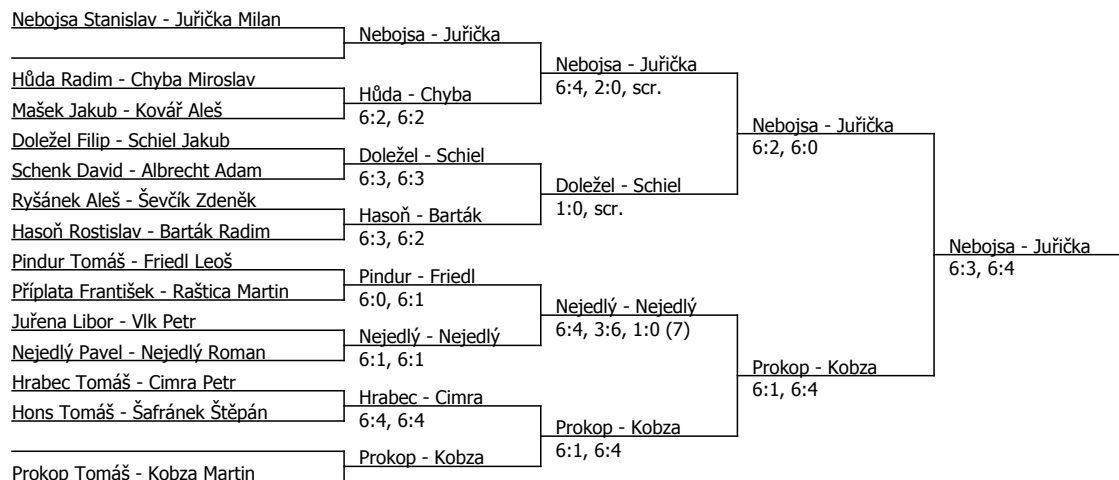 Nebojsa Stanislav - Juřička Milan
Hůda Radim - Chyba Miroslav
Mašek Jakub - Kovář Aleš
Doležel Filip - Schiel Jakub
Schenk David - Albrecht Adam
Ryšánek Aleš - Ševčík Zdeněk
Hasoň Rostislav - Barták Radim
Pindur Tomáš - Friedl Leoš
Příplata František - Raštica Martin
Juřena Libor - Vlk Petr
Nejedlý Pavel - Nejedlý Roman
Hrabec Tomáš - Cimra Petr
Hons Tomáš - Šafránek Štěpán
Prokop Tomáš - Kobza Martin
Nebojsa - Juřička
Hůda - Chyba
6:2, 6:2
Doležel - Schiel
6:3, 6:3
Hasoň - Barták
6:3, 6:2
Pindur - Friedl
6:0, 6:1
Nejedlý - Nejedlý
6:1, 6:1
Hrabec - Cimra
6:4, 6:4
Prokop - Kobza
Nebojsa - Juřička
6:4, 2:0, scr.
Doležel - Schiel
1:0, scr.
Nejedlý - Nejedlý
6:4, 3:6, 1:0 (7)
Prokop - Kobza
6:1, 6:4
Nebojsa - Juřička
6:2, 6:0
Prokop - Kobza
6:1, 6:4
Nebojsa - Juřička
6:3, 6:4